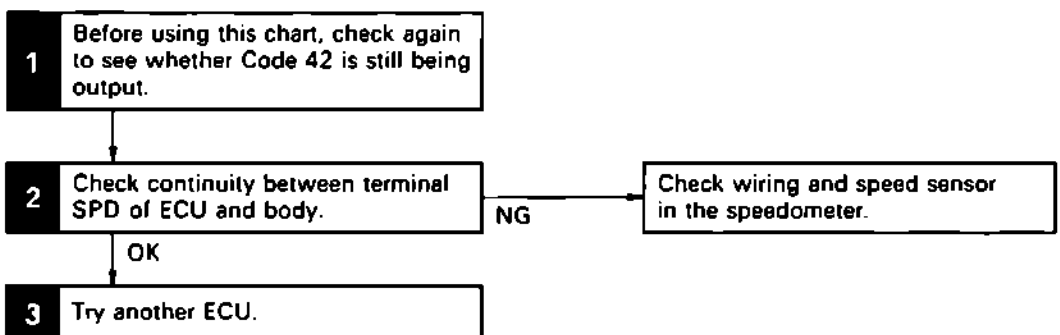 1
Before using this chart, check again
to see whether Code 42 is still being
output.
2
Check continuity between terminal
SPD of ECU and body.
NG
Check wiring and speed sensor
in the speedometer.
OK
3
Try another ECU.